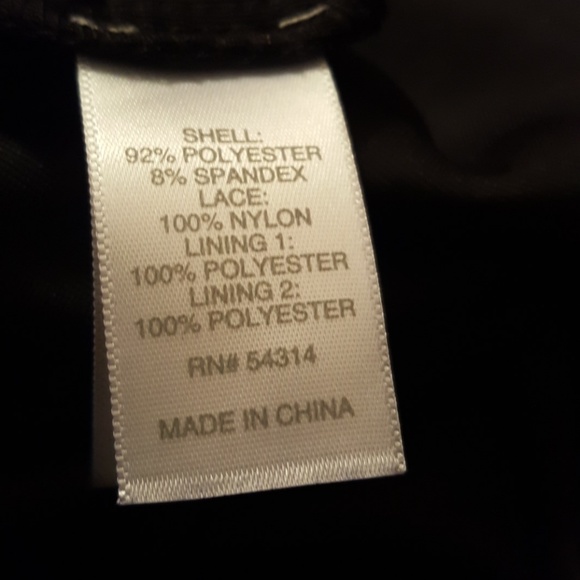 SHELL:
92% POLYESTER
8% SPANDEX
LACE:
100% NYLON
LINING 1:
100% POLYESTER
LINING 2:
100% POLYESTER
RN# 54314
MADE IN CHINA